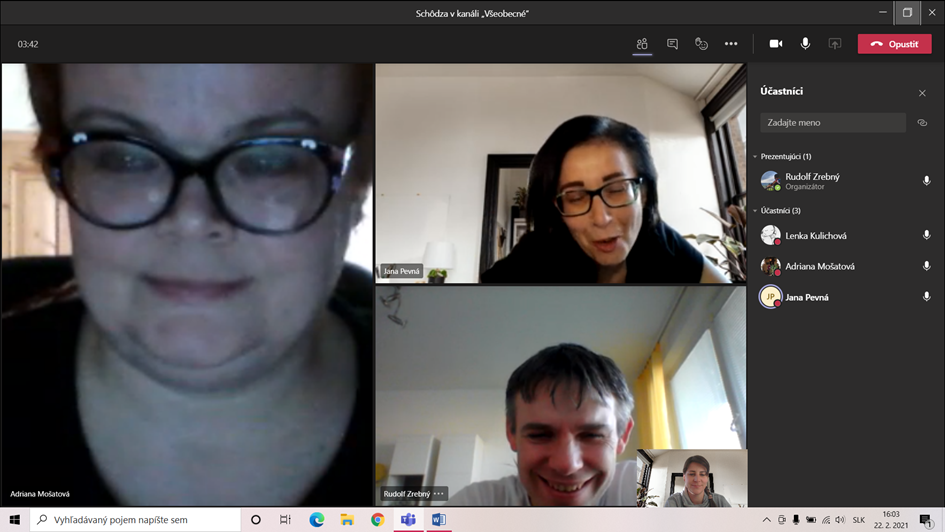 Schôdza v kanáli „Všeobecné“
03:42
Opustiť
Účastníci
Zadajte meno
Prezentujúci (1)
Rudolf Zrebný
Organizátor
Účastníci (3)
Lenka Kulichová
Adriana Mošatová
JP
Jana Pevná
Jana Pevná
Adriana Mošatová
Rudolf Zrebný
Vyhľadávaný pojem napíšte sem
SLK
16:03
22. 2. 2021
1